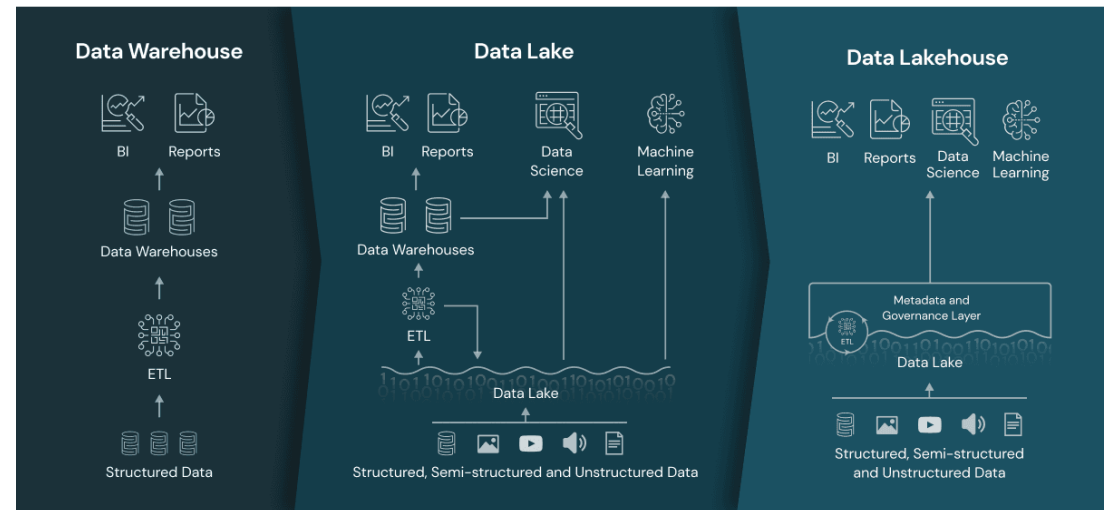 Data Warehouse
BI
Reports
Data Warehouses
ETL
Structured Data
Data Lake
BI
Reports
Data
Science
Machine
Learning
Data Warehouses
ETL
Data Lake
Structured, Semi-structured and Unstructured Data
Data Lakehouse
BI
Reports
Data
Science
Machine
Learning
Metadata and
Governance Layer
ETL
Data Lake
Structured, Semi-structured
and Unstructured Data